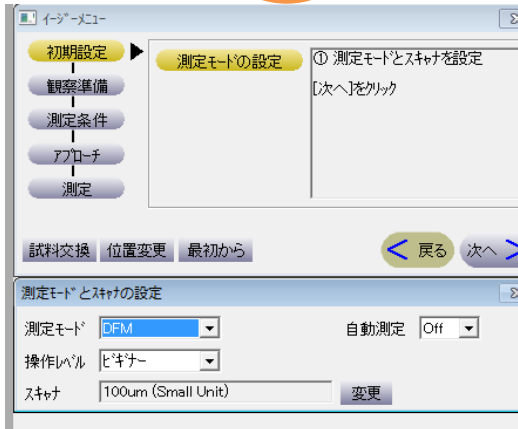 イージーメニュー
初期設定
観察準備
測定条件
アプローチ
測定
測定モードの設定
① 測定モードとスキャナを設定
[次へ]をクリック
試料交換
位置変更
最初から
< 戻る
次へ >
測定モードとスキャナの設定
測定モード DFM
自動測定 Off
操作レベル ビギナー
スキャナ 100um (Small Unit)
変更